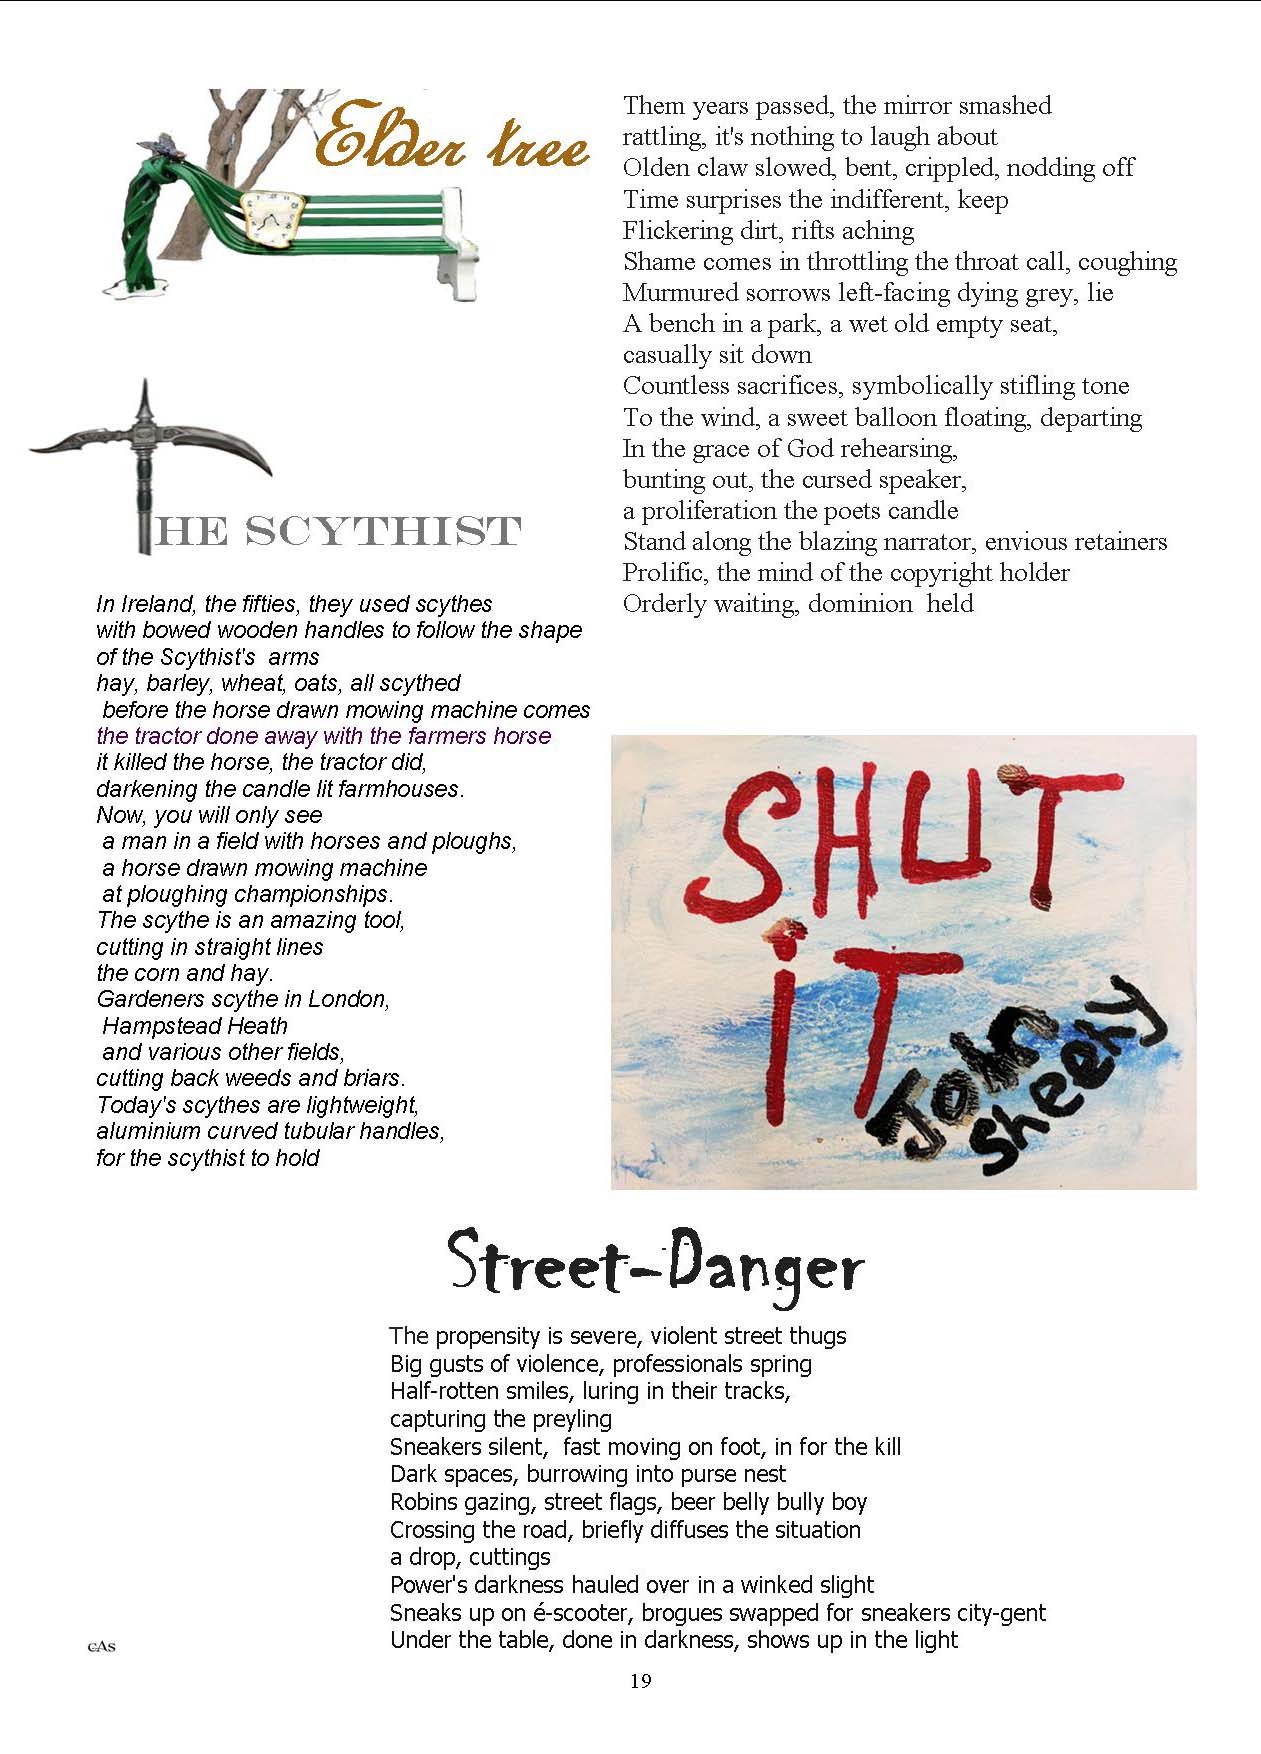 Elder tree
Them years passed, the mirror smashed
rattling, it's nothing to laugh about
Olden claw slowed, bent, crippled, nodding off
Time surprises the indifferent, keep
Flickering dirt, rifts aching
Shame comes in throttling the throat call, coughing
Murmured sorrows left-facing dying grey, lie
A bench in a park, a wet old empty seat,
casually sit down
Countless sacrifices, symbolically stifling tone
To the wind, a sweet balloon floating, departing
In the grace of God rehearsing,
bunting out, the cursed speaker,
a proliferation the poets candle
Stand along the blazing narrator, envious retainers
Prolific, the mind of the copyright holder
Orderly waiting, dominion held
THE SCYTHIST
In Ireland, the fifties, they used scythes
with bowed wooden handles to follow the shape
of the Scythist's arms
hay, barley, wheat, oats, all scythed
before the horse drawn mowing machine comes
the tractor done away with the farmers horse
it killed the horse, the tractor did,
darkening the candle lit farmhouses.
Now, you will only see
a man in a field with horses and ploughs,
a horse drawn mowing machine
at ploughing championships.
The scythe is an amazing tool,
cutting in straight lines
the corn and hay.
Gardeners scythe in London,
Hampstead Heath
and various other fields,
cutting back weeds and briars.
Today's scythes are lightweight,
aluminium curved tubular handles,
for the scythist to hold
SHUT
iT
JOHN
Sheehy
Street-Danger
The propensity is severe, violent street thugs
Big gusts of violence, professionals spring
Half-rotten smiles, luring in their tracks,
capturing the preyling
Sneakers silent, fast moving on foot, in for the kill
Dark spaces, burrowing into purse nest
Robins gazing, street flags, beer belly bully boy
Crossing the road, briefly diffuses the situation
a drop, cuttings
Power's darkness hauled over in a winked slight
Sneaks up on é-scooter, brogues swapped for sneakers city-gent
Under the table, done in darkness, shows up in the light
cAs
19